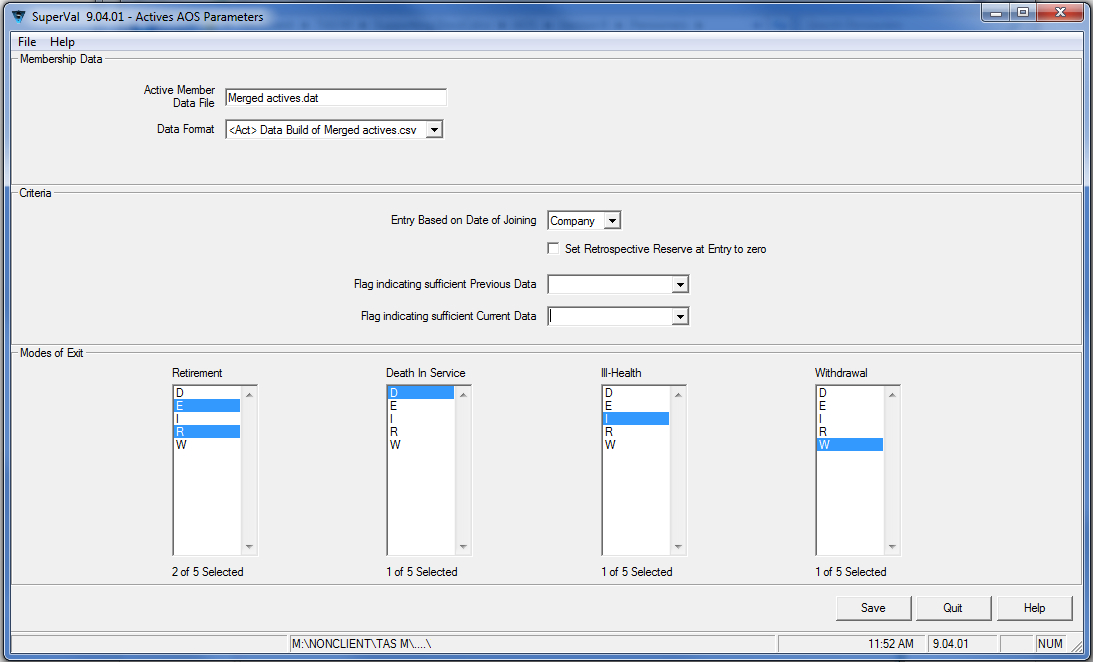 SuperVal 9.04.01 - Actives AOS Parameters
File Help
Membership Data
Active Member
Data File
Merged actives.dat
Data Format
<Act> Data Build of Merged actives.csv
Criteria
Entry Based on Date of Joining
Company
Set Retrospective Reserve at Entry to zero
Flag indicating sufficient Previous Data
Flag indicating sufficient Current Data
Modes of Exit
Retirement
D
E
I
R
W
2 of 5 Selected
Death In Service
D
E
I
R
W
1 of 5 Selected
Ill-Health
D
E
I
R
W
1 of 5 Selected
Withdrawal
D
E
I
R
W
1 of 5 Selected
Save Quit Help
M:\NONCLIENT\TAS M\....\ 11:52 AM 9.04.01 NUM